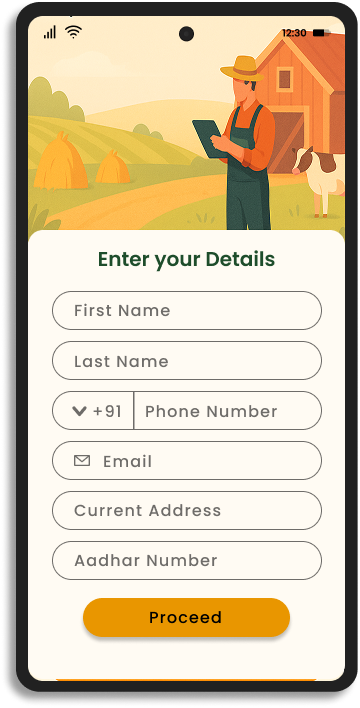 12:30
Enter your Details
First Name
Last Name
+91 Phone Number
Email
Current Address
Aadhar Number
Proceed